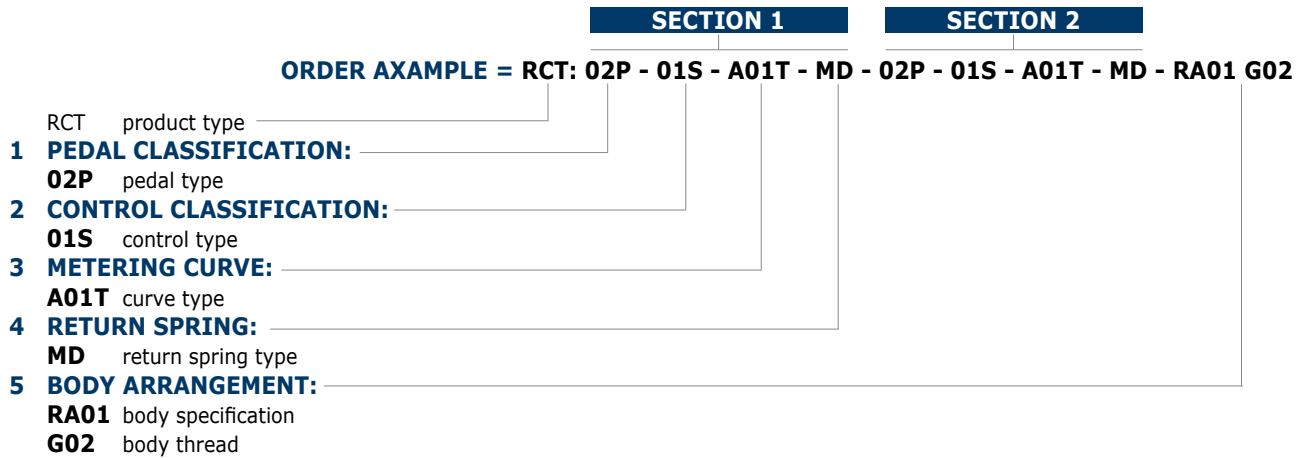 SECTION 1 SECTION 2
ORDER AXAMPLE = RCT: 02P - 01S - A01T - MD - 02P - 01S - A01T - MD - RA01 G02
RCT product type
1 PEDAL CLASSIFICATION:
02P pedal type
2 CONTROL CLASSIFICATION:
01S control type
3 METERING CURVE:
A01T curve type
4 RETURN SPRING:
MD return spring type
5 BODY ARRANGEMENT:
RA01 body specification
G02 body thread